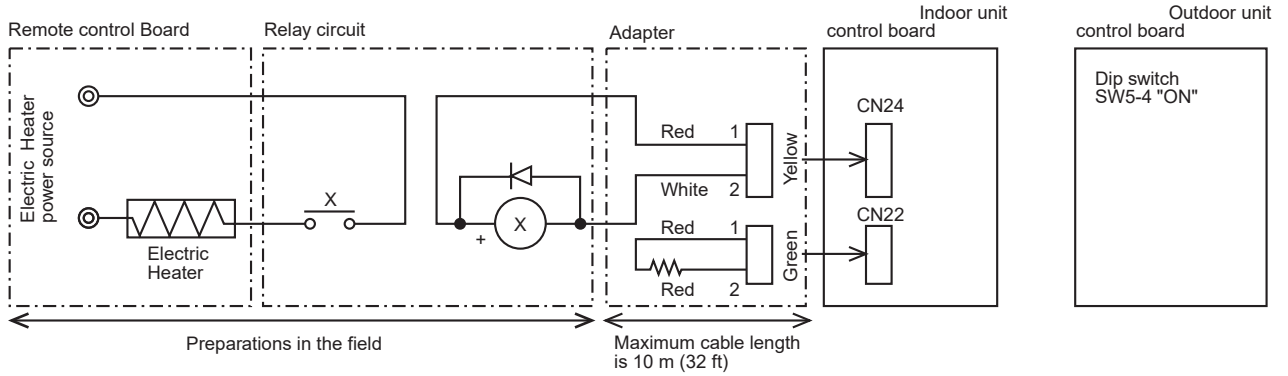 Remote control Board
Relay circuit
Adapter
Indoor unit
control board
Outdoor unit
control board
Electric Heater
power source
Electric
Heater
X
X
+
Red 1
White 2
Yellow
Red 1
Red 2
Green
CN24
CN22
Dip switch
SW5-4 "ON"
Preparations in the field
Maximum cable length
is 10 m (32 ft)